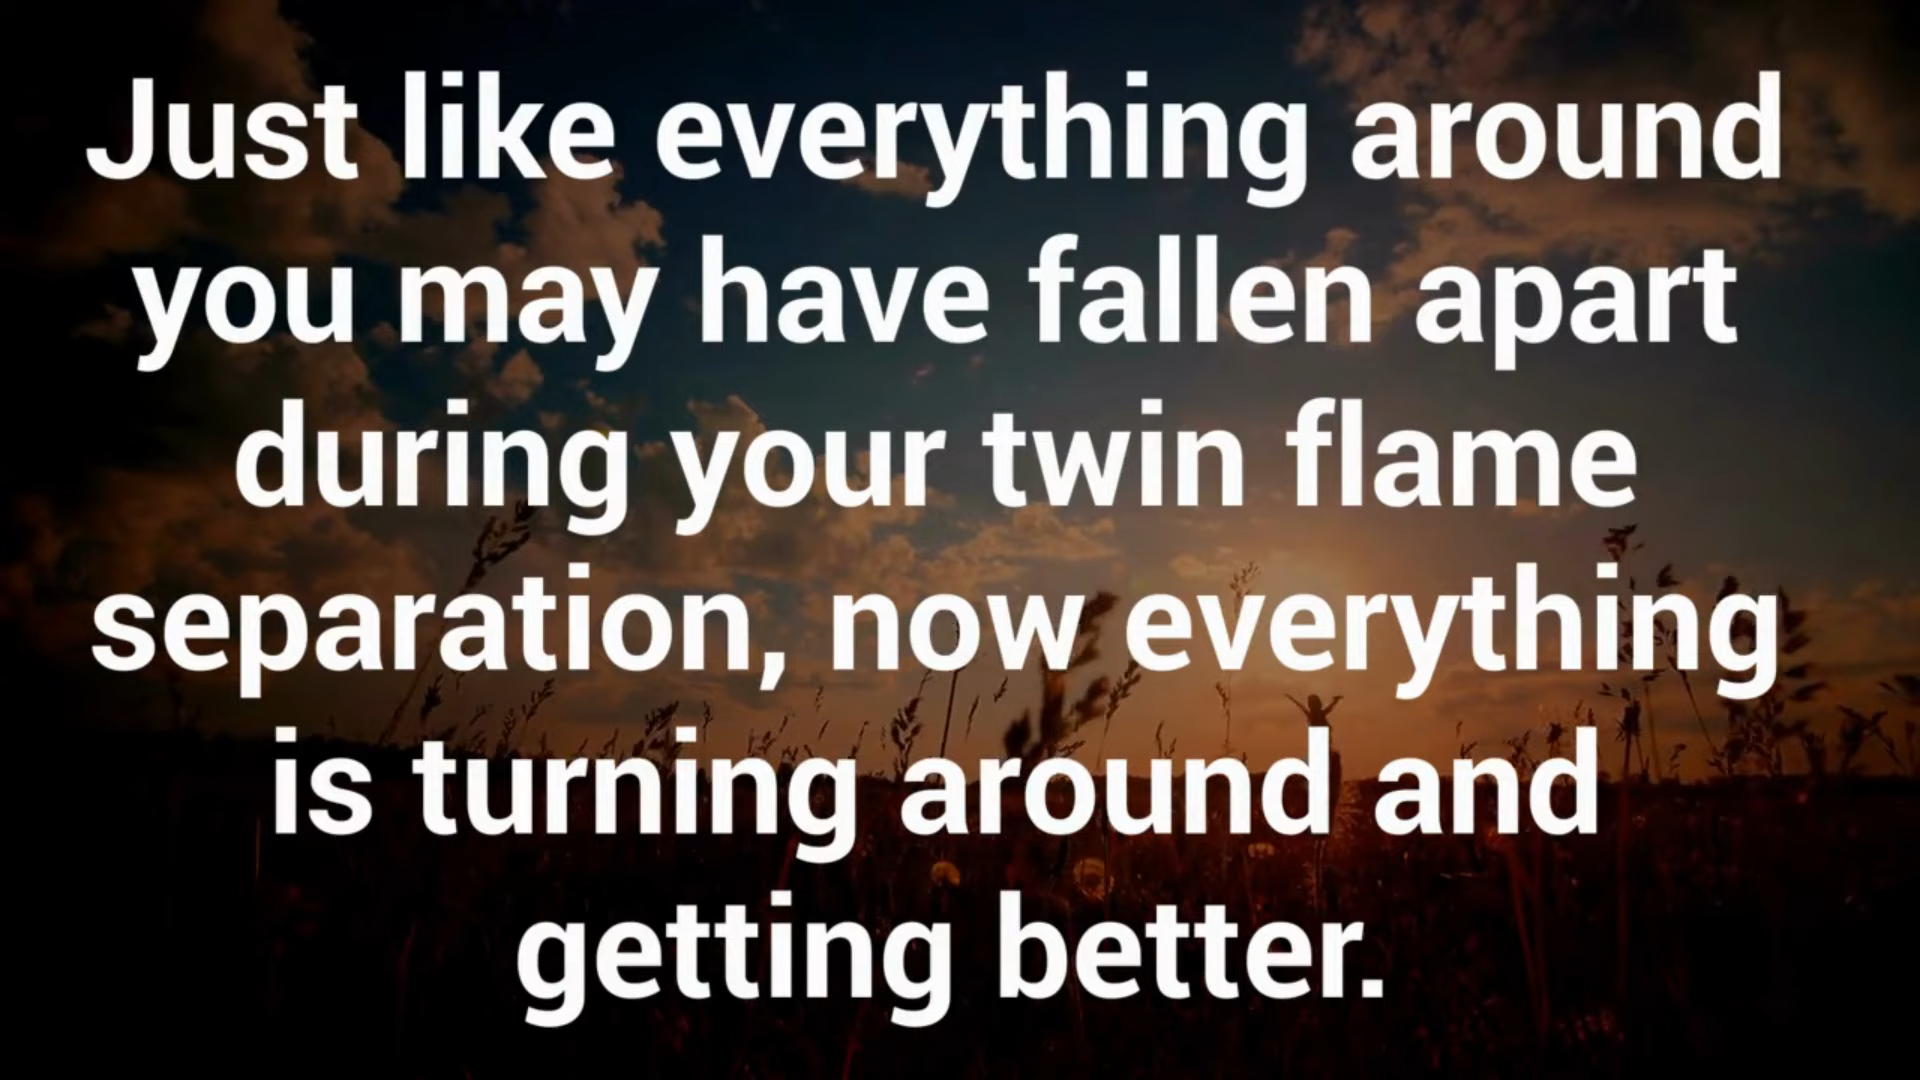 Just like everything around
you may have fallen apart
during your twin flame
separation, now everything
is turning around and
getting better.